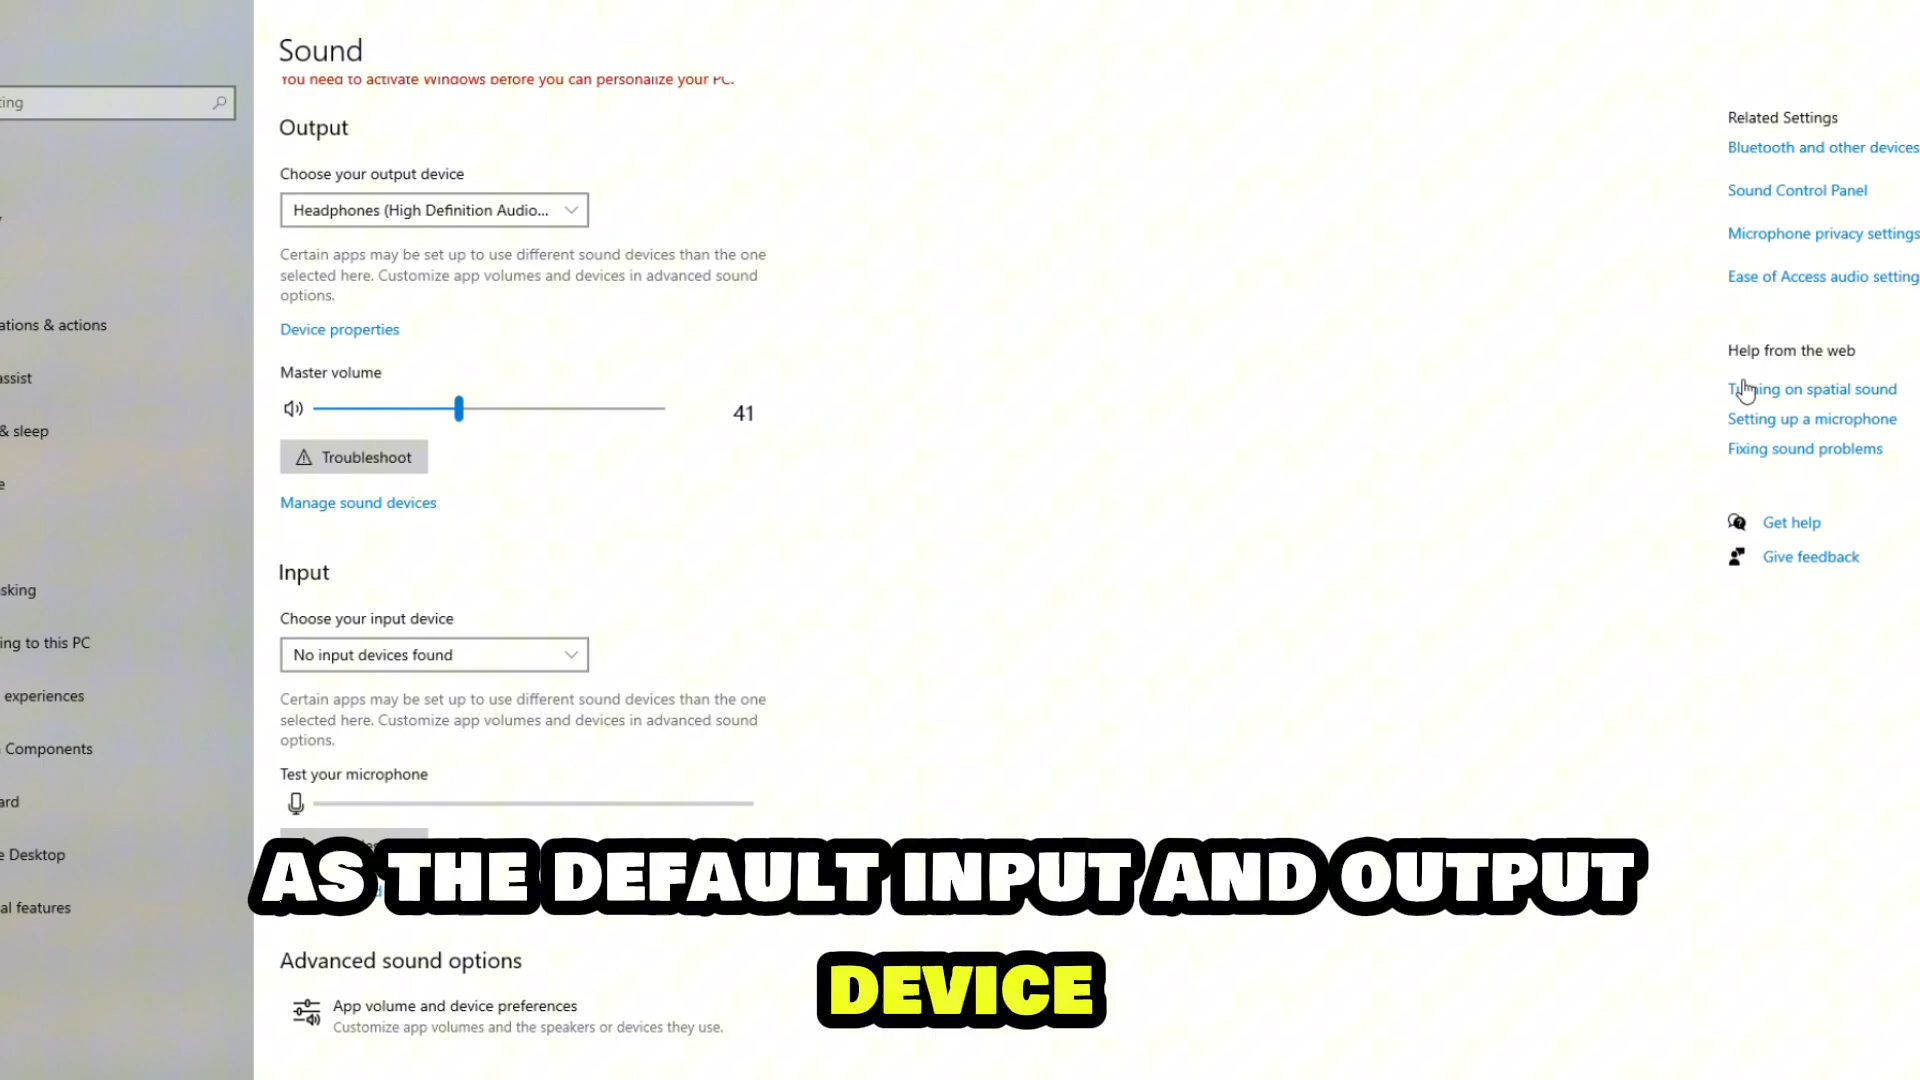 Sound
You need to activate Windows before you can personalize your PC.
ting
ations & actions
assist
& sleep
e
sking
ing to this PC
experiences
Components
ard
e Desktop
al features
Output
Choose your output device
Headphones (High Definition Audio...
Certain apps may be set up to use different sound devices than the one
selected here. Customize app volumes and devices in advanced sound
options.
Device properties
Master volume
41
Troubleshoot
Manage sound devices
Input
Choose your input device
No input devices found
Certain apps may be set up to use different sound devices than the one
selected here. Customize app volumes and devices in advanced sound
options.
Test your microphone
AS THE DEFAULT INPUT AND OUTPUT
DEVICE
Advanced sound options
App volume and device preferences
Customize app volumes and the speakers or devices they use.
Related Settings
Bluetooth and other devices
Sound Control Panel
Microphone privacy settings
Ease of Access audio setting
Help from the web
Turning on spatial sound
Setting up a microphone
Fixing sound problems
Get help
Give feedback